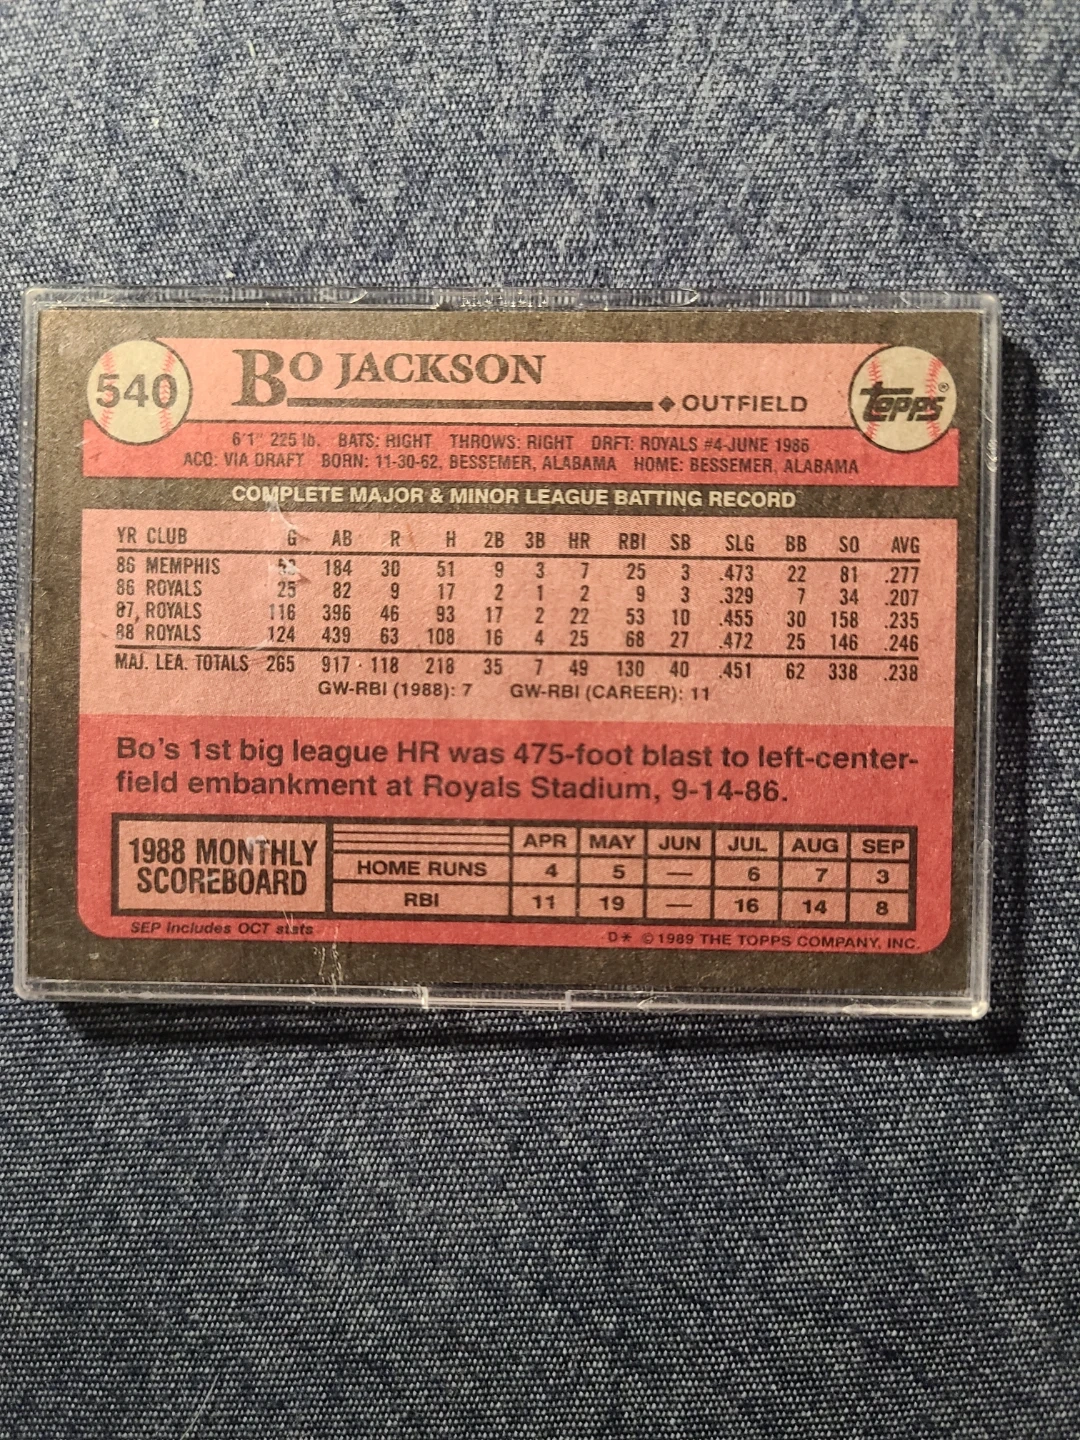 540
BO JACKSON
◆ OUTFIELD
topps®
6'1" 225 lb. BATS: RIGHT THROWS: RIGHT DRFT: ROYALS #4-JUNE 1986
ACQ: VIA DRAFT BORN: 11-30-62, BESSEMER, ALABAMA HOME: BESSEMER, ALABAMA
COMPLETE MAJOR & MINOR LEAGUE BATTING RECORD
YR CLUB G AB R H 2B 3B HR RBI SB SLG BB SO AVG
86 MEMPHIS 184 30 51 9 3 7 25 3 .473 22 81 .277
86 ROYALS 25 82 9 17 2 1 2 9 3 .329 7 34 .207
87 ROYALS 116 396 46 93 17 2 22 53 10 .455 30 158 .235
88 ROYALS 124 439 63 108 16 4 25 68 27 .472 25 146 .246
MAJ. LEA. TOTALS 265 917 118 218 35 7 49 130 40 .451 62 338 .238
GW-RBI (1988): 7 GW-RBI (CAREER): 11
Bo's 1st big league HR was 475-foot blast to left-center-
field embankment at Royals Stadium, 9-14-86.
1988 MONTHLY
SCOREBOARD
APR MAY JUN JUL AUG SEP
HOME RUNS 4 5 — 6 7 3
RBI 11 19 — 16 14 8
SEP includes OCT stats
D* © 1989 THE TOPPS COMPANY, INC.